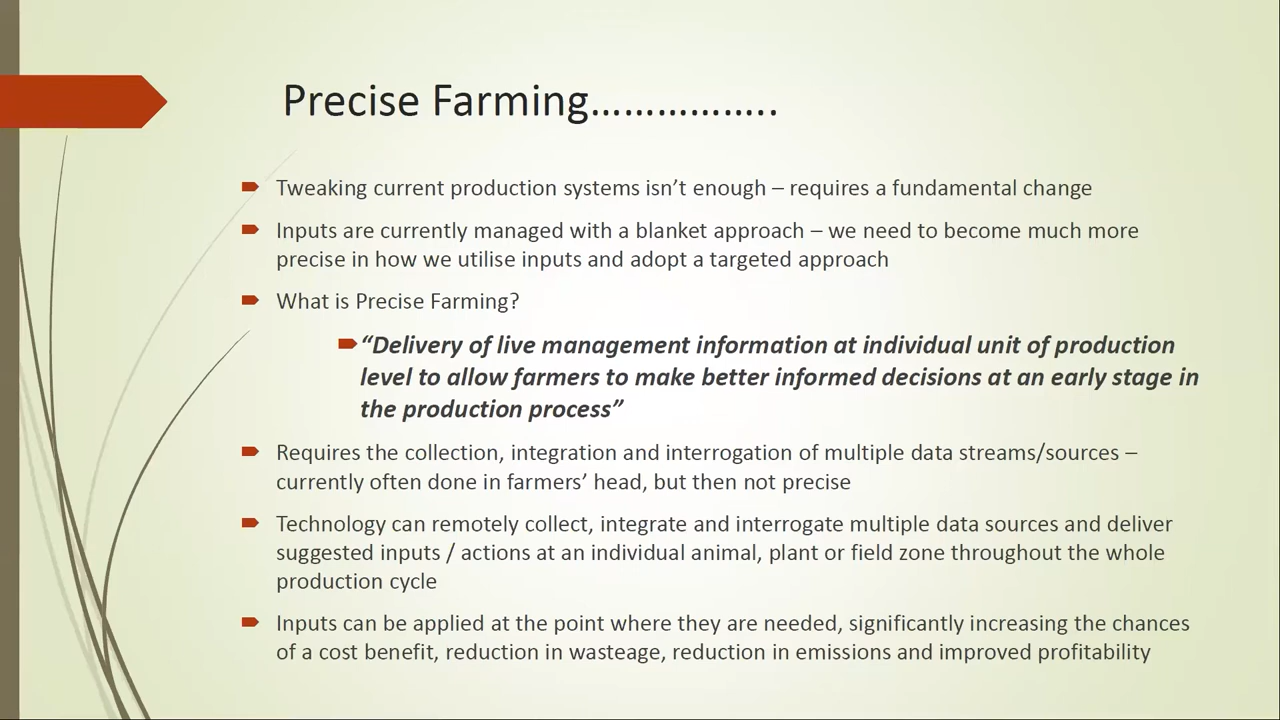 Precise Farming……………..
Tweaking current production systems isn’t enough – requires a fundamental change
Inputs are currently managed with a blanket approach – we need to become much more
precise in how we utilise inputs and adopt a targeted approach
What is Precise Farming?
“Delivery of live management information at individual unit of production
level to allow farmers to make better informed decisions at an early stage in
the production process”
Requires the collection, integration and interrogation of multiple data streams/sources –
currently often done in farmers’ head, but then not precise
Technology can remotely collect, integrate and interrogate multiple data sources and deliver
suggested inputs / actions at an individual animal, plant or field zone throughout the whole
production cycle
Inputs can be applied at the point where they are needed, significantly increasing the chances
of a cost benefit, reduction in wasteage, reduction in emissions and improved profitability